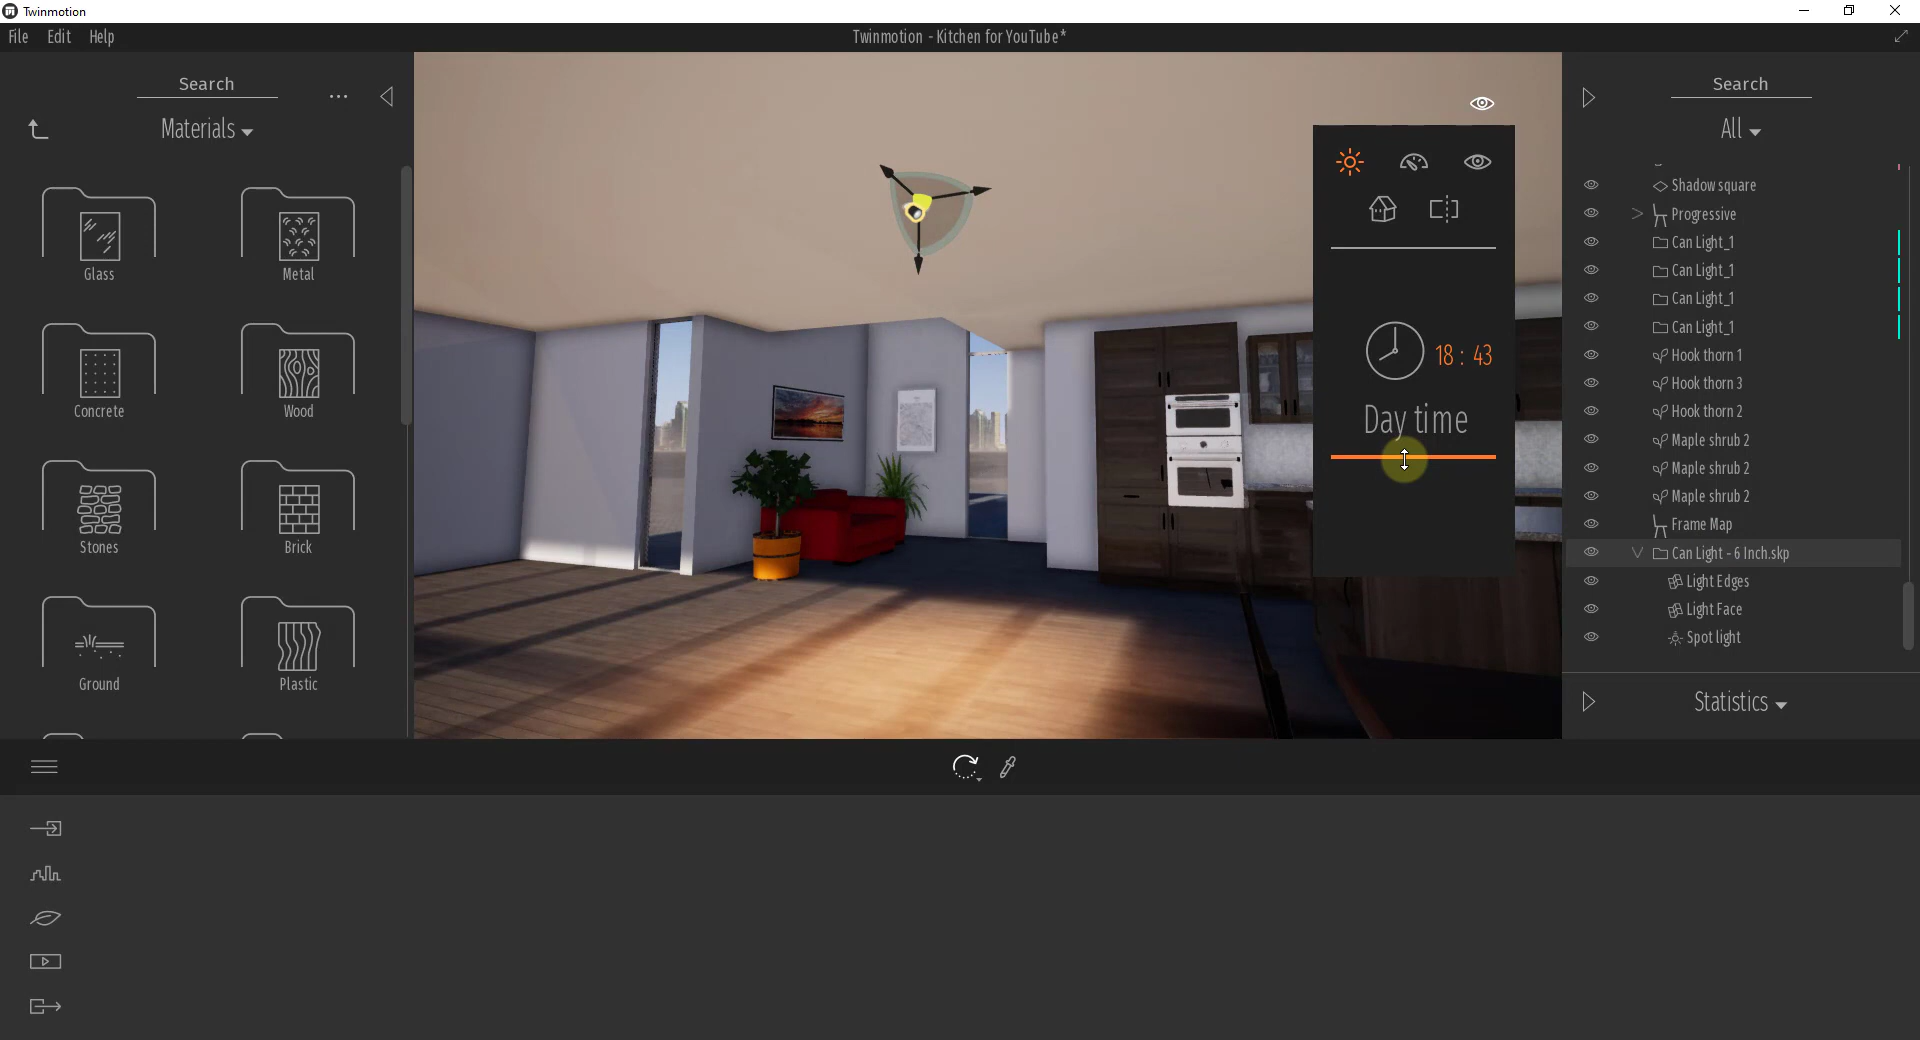 Twinmotion
File Edit Help
Twinmotion - Kitchen for YouTube*
Search
Materials
Glass
Metal
Concrete
Wood
Stones
Brick
Ground
Plastic
18 : 43
Day time
Search
All
Shadow square
Progressive
Can Light_1
Can Light_1
Can Light_1
Can Light_1
Hook thorn 1
Hook thorn 3
Hook thorn 2
Maple shrub 2
Maple shrub 2
Maple shrub 2
Frame Map
Can Light - 6 Inch.skp
Light Edges
Light Face
Spot light
Statistics